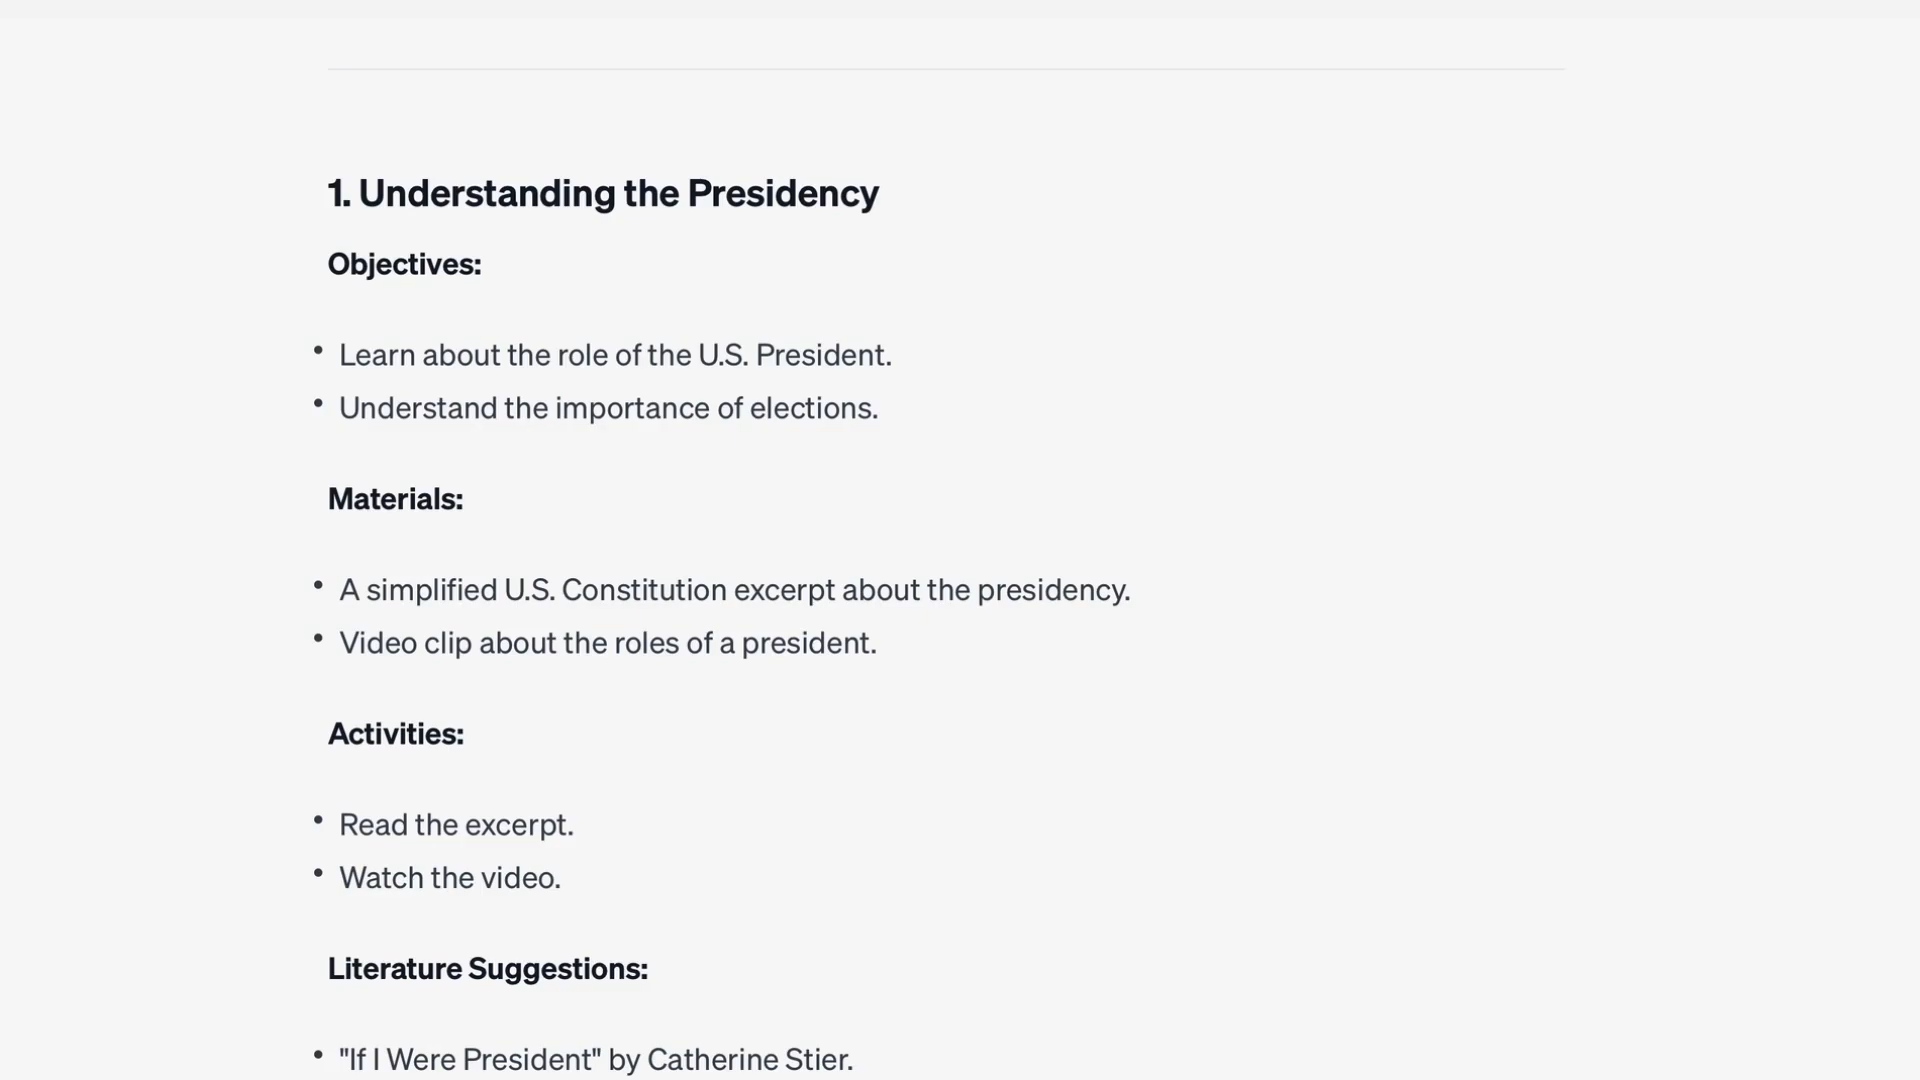 1. Understanding the Presidency
Objectives:
• Learn about the role of the U.S. President.
• Understand the importance of elections.
Materials:
• A simplified U.S. Constitution excerpt about the presidency.
• Video clip about the roles of a president.
Activities:
• Read the excerpt.
• Watch the video.
Literature Suggestions:
• "If I Were President" by Catherine Stier.